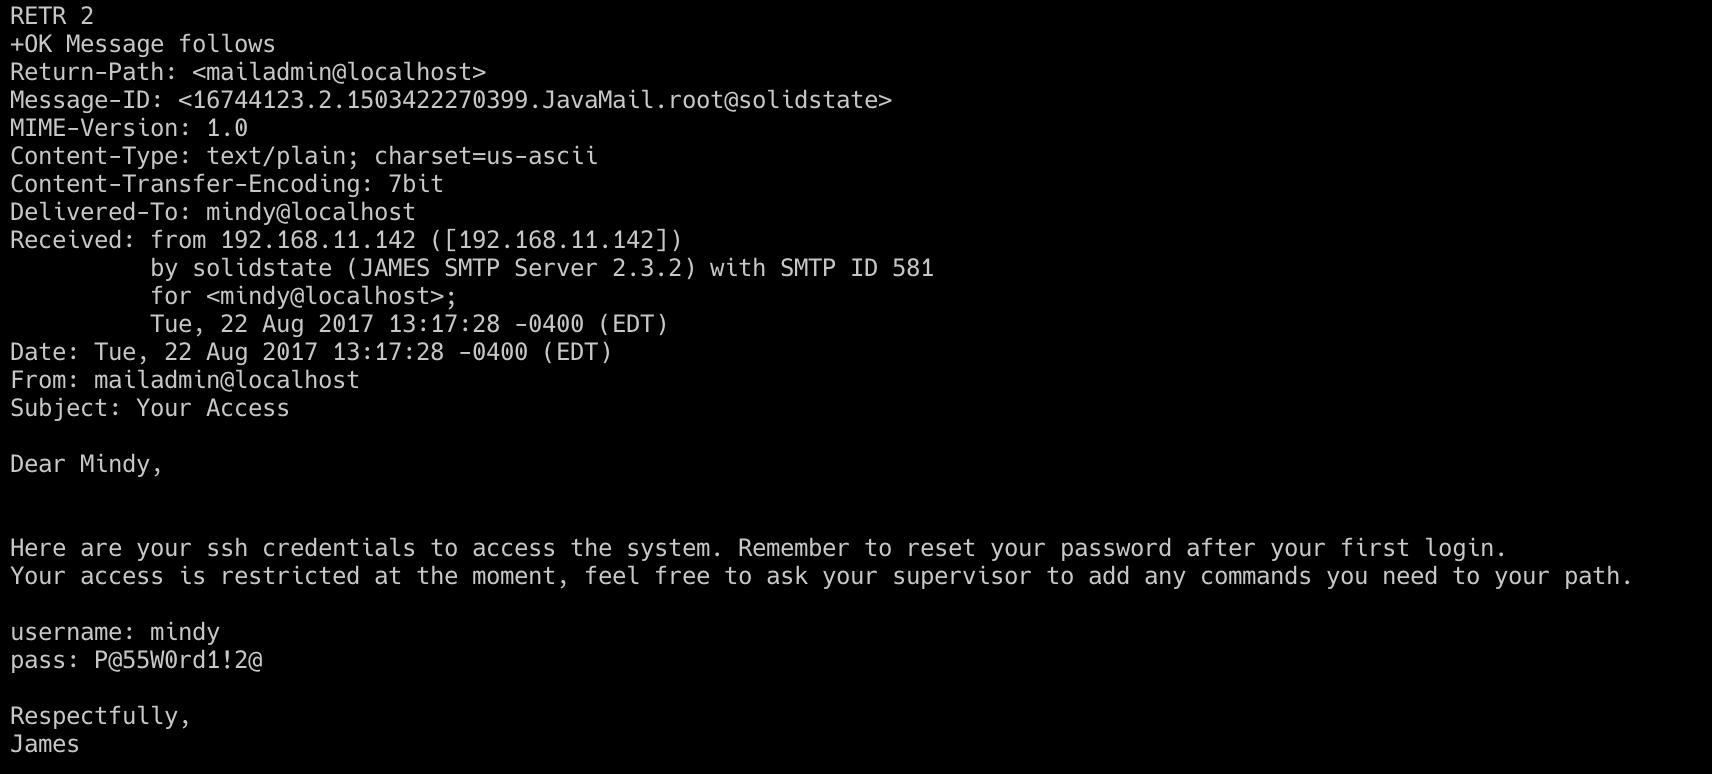 RETR 2
+OK Message follows
Return-Path: <mailadmin@localhost>
Message-ID: <16744123.2.1503422270399.JavaMail.root@solidstate>
MIME-Version: 1.0
Content-Type: text/plain; charset=us-ascii
Content-Transfer-Encoding: 7bit
Delivered-To: mindy@localhost
Received: from 192.168.11.142 ([192.168.11.142])
          by solidstate (JAMES SMTP Server 2.3.2) with SMTP ID 581
          for <mindy@localhost>;
          Tue, 22 Aug 2017 13:17:28 -0400 (EDT)
Date: Tue, 22 Aug 2017 13:17:28 -0400 (EDT)
From: mailadmin@localhost
Subject: Your Access

Dear Mindy,


Here are your ssh credentials to access the system. Remember to reset your password after your first login.
Your access is restricted at the moment, feel free to ask your supervisor to add any commands you need to your path.

username: mindy
pass: P@55W0rd1!2@

Respectfully,
James